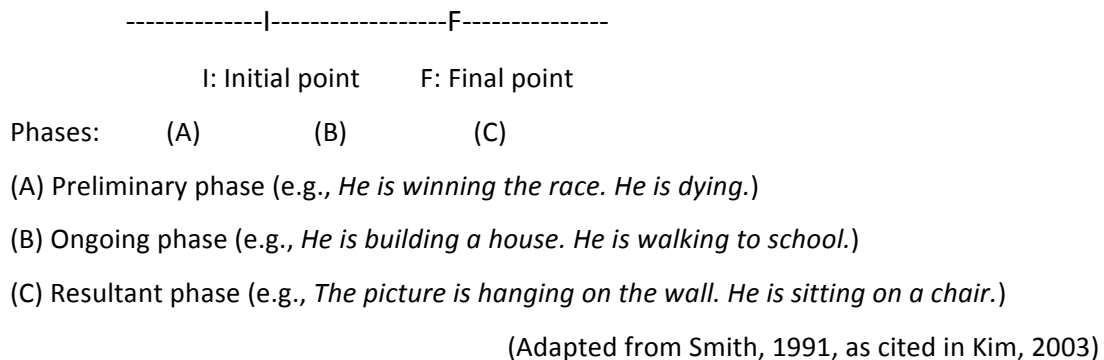 --------------I------------------F---------------
I: Initial point F: Final point
Phases: (A) (B) (C)
(A) Preliminary phase (e.g., He is winning the race. He is dying.)
(B) Ongoing phase (e.g., He is building a house. He is walking to school.)
(C) Resultant phase (e.g., The picture is hanging on the wall. He is sitting on a chair.)
(Adapted from Smith, 1991, as cited in Kim, 2003)